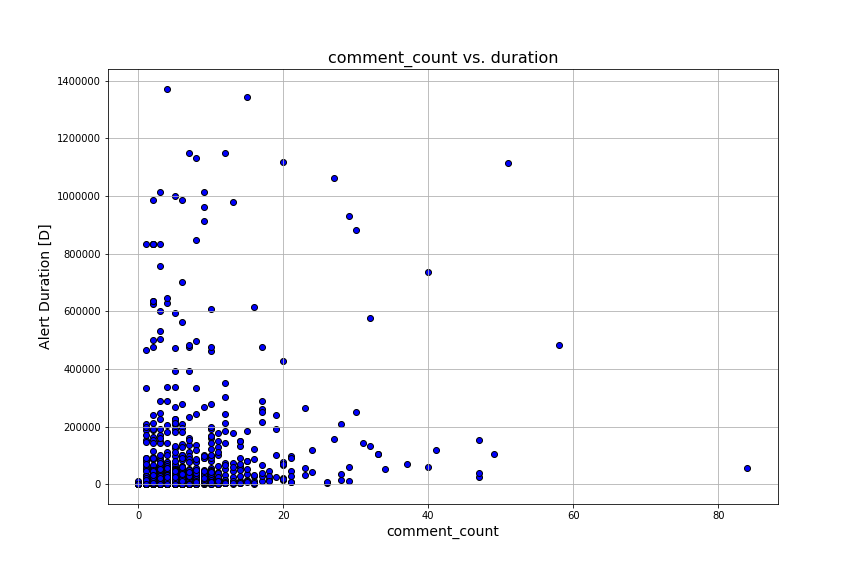 comment_count vs. duration
Alert Duration [D]
1400000
1200000
1000000
800000
600000
400000
200000
0
0 20 40 60 80
comment_count